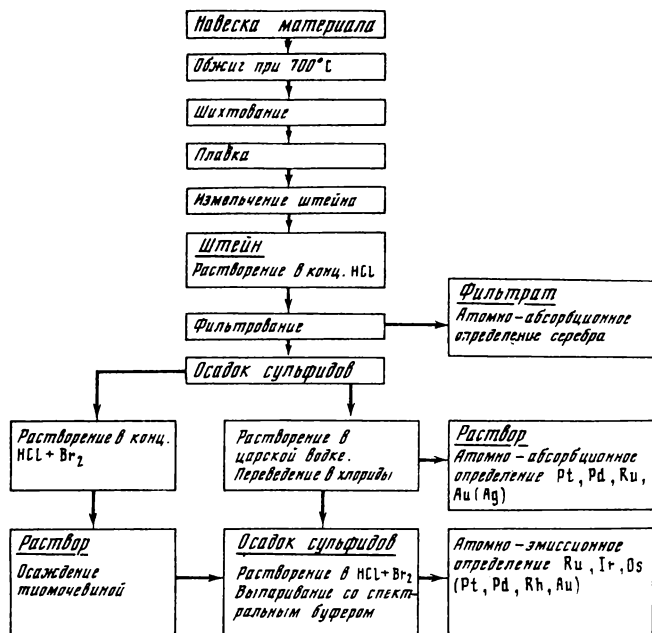 Навеска материала
Обжиг при 700°С
Шихтование
Плавка
Измельчение штейна
Штейн
Растворение в конц. HCl
Фильтрование
Фильтрат
Атомно-абсорбционное
определение серебра
Осадок сульфидов
Растворение в конц.
HCl + Br₂
Растворение в
царской водке.
Переведение в хлориды
Раствор
Атомно-абсорбционное
определение Pt, Pd, Ru,
Au(Ag)
Раствор
Осаждение
тиомочевиной
Осадок сульфидов
Растворение в HCl+Br₂
Выпаривание со спект-
ральным буфером
Атомно-эмиссионное
определение Ru, Ir, Os
(Pt, Pd, Rh, Au)